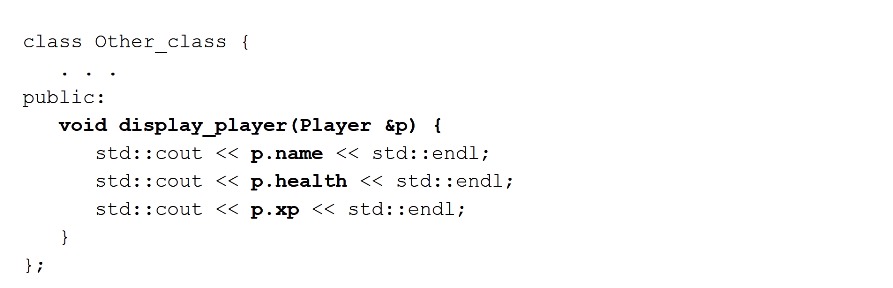 class Other_class {
. . .
public:
void display_player(Player &p) {
std::cout << p.name << std::endl;
std::cout << p.health << std::endl;
std::cout << p.xp << std::endl;
}
};